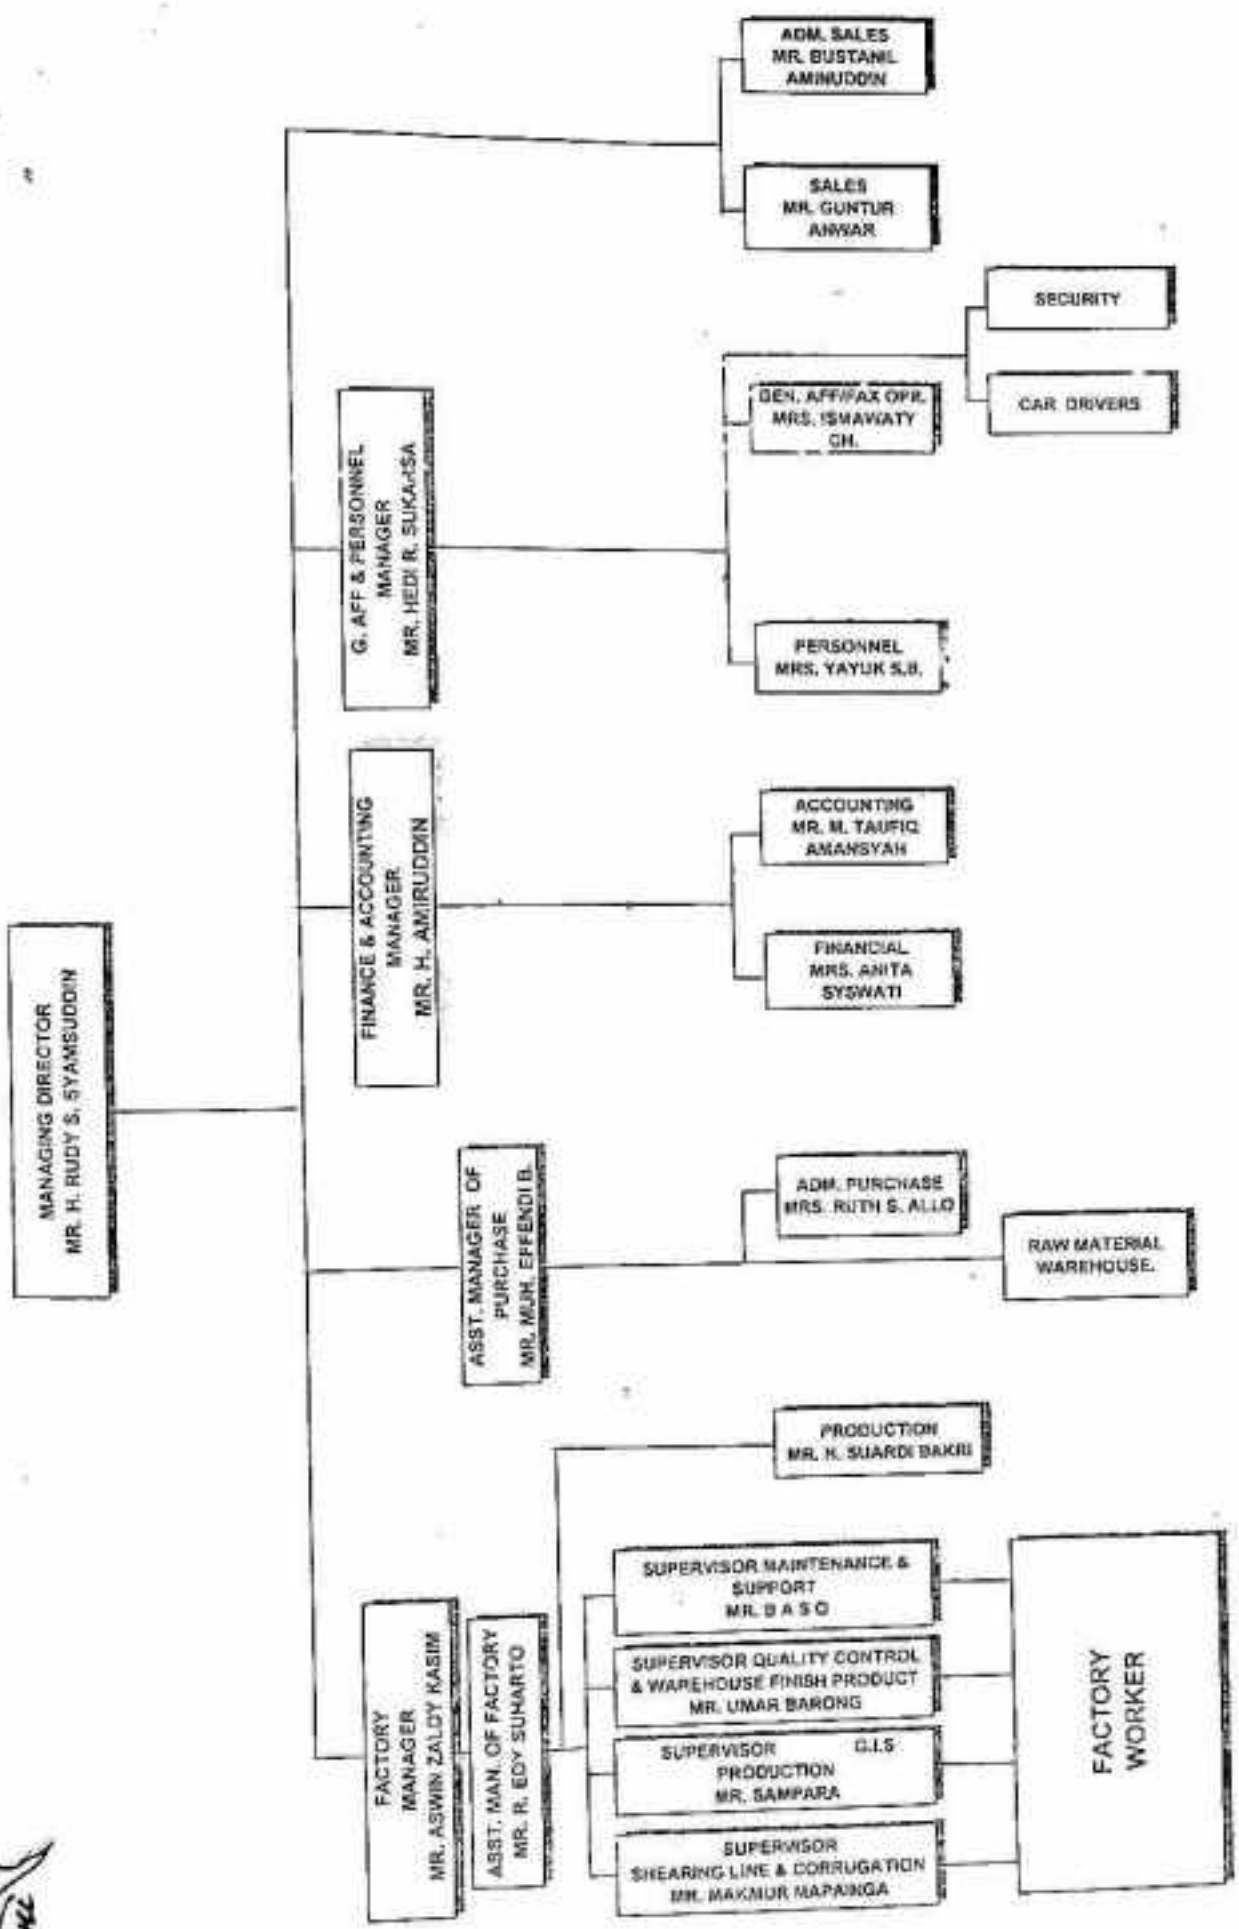 MANAGING DIRECTOR
MR. H. RUDY S. SYAMSUDDIN
FACTORY
MANAGER
MR. ASWIN ZALDY KASIM
ASST. MAN. OF FACTORY
MR. R. EDY SUHARTO
PRODUCTION
MR. H. SUARDI BAKRI
SUPERVISOR
SHEARING LINE & CORRUGATION
MR. MAKMUR MAPAINGA
SUPERVISOR G.I.S
PRODUCTION
MR. SAMPARA
SUPERVISOR QUALITY CONTROL
& WAREHOUSE FINISH PRODUCT
MR. UMAR BARONG
SUPERVISOR MAINTENANCE &
SUPPORT
MR. B A S O
FACTORY
WORKER
ASST. MANAGER OF
PURCHASE
MR. MUH. EFFENDI B.
ADM. PURCHASE
MRS. RUTH S. ALLO
RAW MATERIAL
WAREHOUSE.
FINANCE & ACCOUNTING
MANAGER
MR. H. AMIRUDDIN
FINANCIAL
MRS. ANITA
SYSWATI
ACCOUNTING
MR. M. TAUFIQ
AMANSYAH
G. AFF & PERSONNEL
MANAGER
MR. HEDI R. SUKARSA
PERSONNEL
MRS. YAYUK S.B.
GEN. AFF/FAX OPR.
MRS. ISMAWATY
CH.
CAR DRIVERS
SECURITY
SALES
MR. GUNTUR
ANWAR
ADM. SALES
MR. BUSTANIL
AMINUDDIN